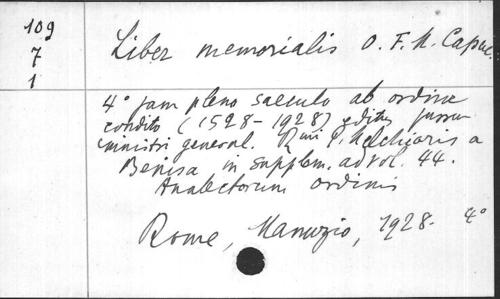 109
7
1
Liber memorialis O. F. M. Capuc.
4° jam pleno saeculo ab ordine
condito (1528-1928) editus jussu
ministri general. Rmi P. Melchioris a
Benisa in supplem. ad vol. 44.
Analectorum ordinis
Rome, Manuzio, 1928. 4°